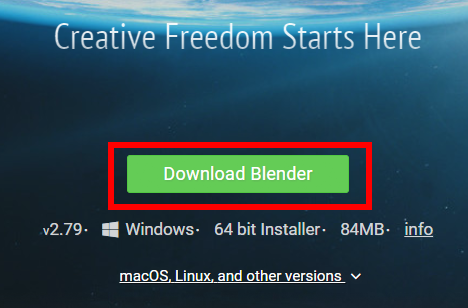 Creative Freedom Starts Here
Download Blender
v2.79· Windows· 64 bit Installer· 84MB· info
macOS, Linux, and other versions